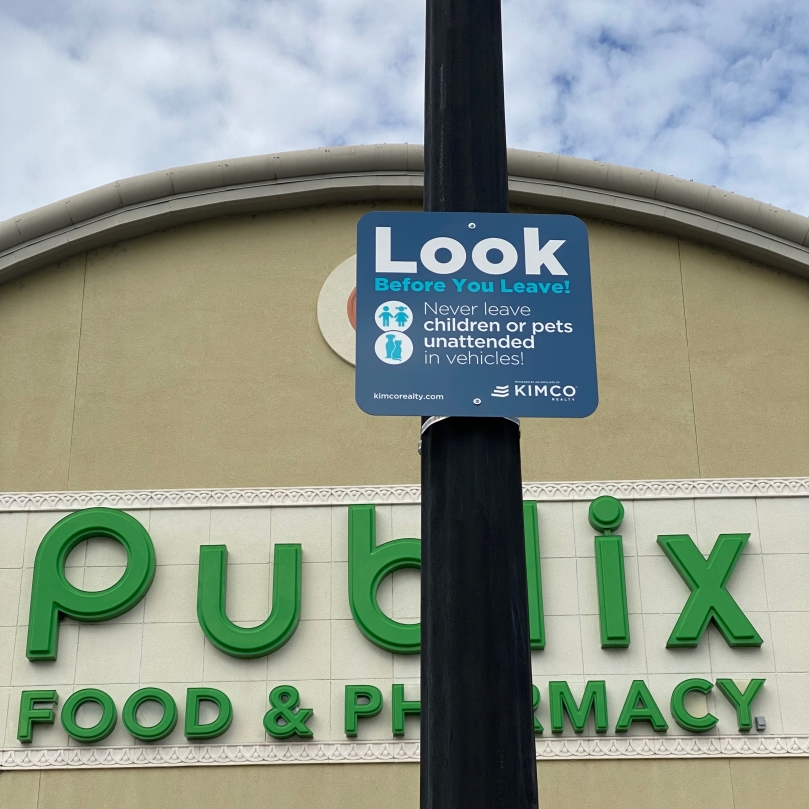 Look
Before You Leave!
Never leave
children or pets
unattended
in vehicles!
kimcorealty.com
KIMCO
REALTY
Publix
FOOD & PHARMACY